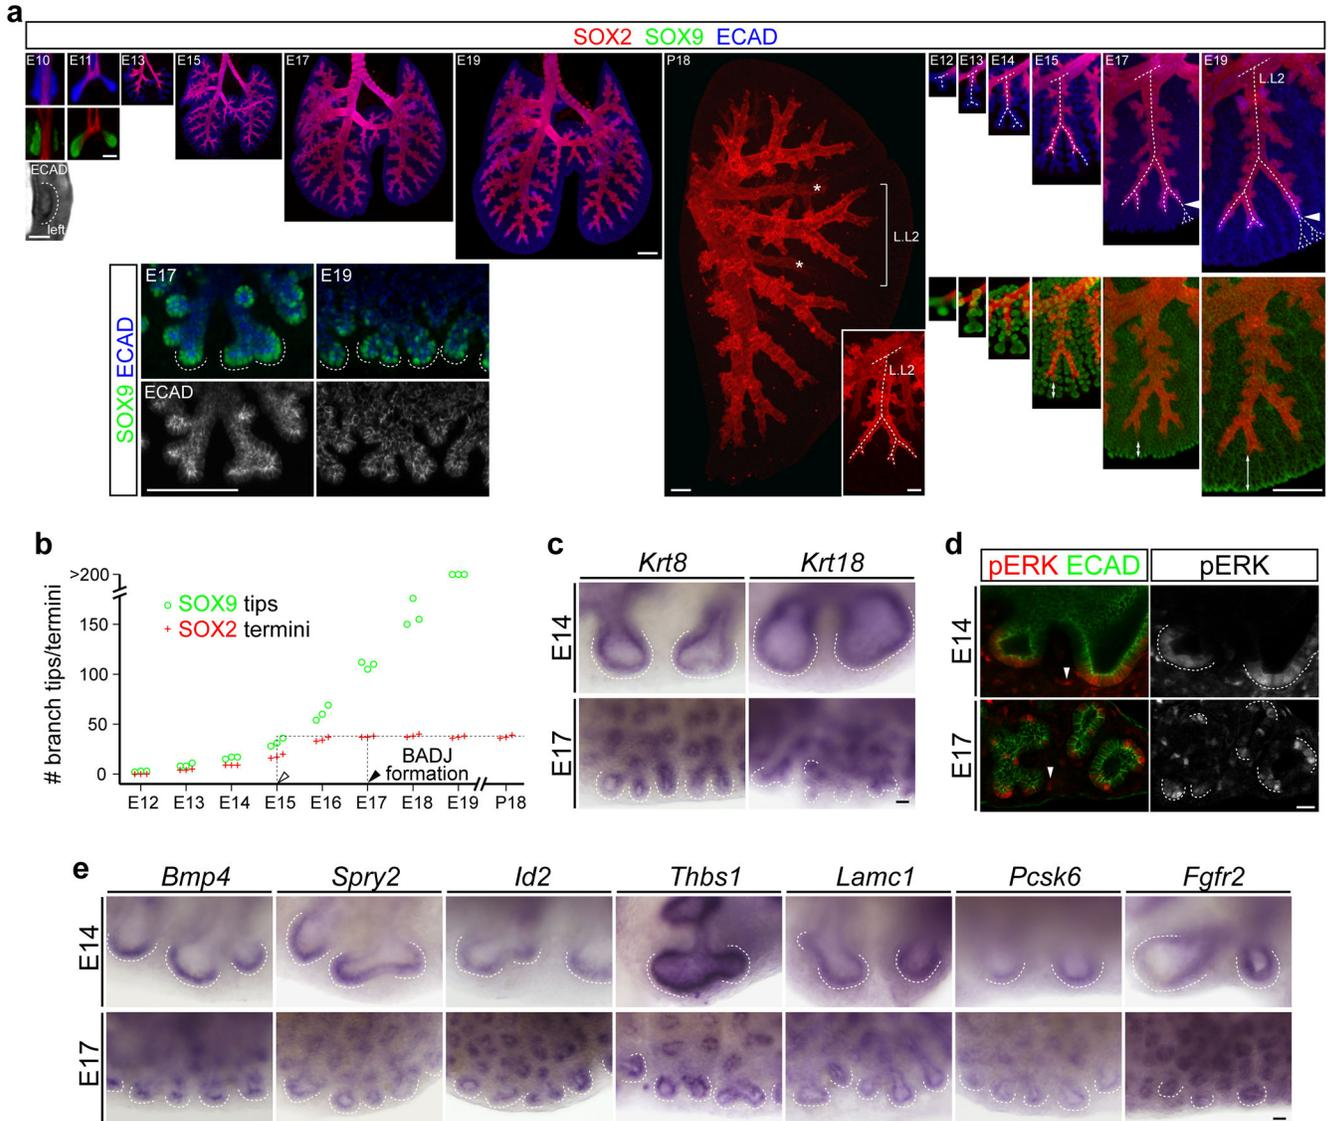 a
SOX2 SOX9 ECAD
E10
E11
E13
E15
E17
E19
P18
E12
E13
E14
E15
E17
E19
L.L2
ECAD
left
*
L.L2
*
L.L2
SOX9 ECAD
E17
E19
ECAD
b
# branch tips/termini
>200
150
100
50
0
SOX9 tips
SOX2 termini
BADJ
formation
E12 E13 E14 E15 E16 E17 E18 E19 P18
c
Krt8 Krt18
E14
E17
d
pERK ECAD pERK
E14
E17
e
Bmp4 Spry2 Id2 Thbs1 Lamc1 Pcsk6 Fgfr2
E14
E17